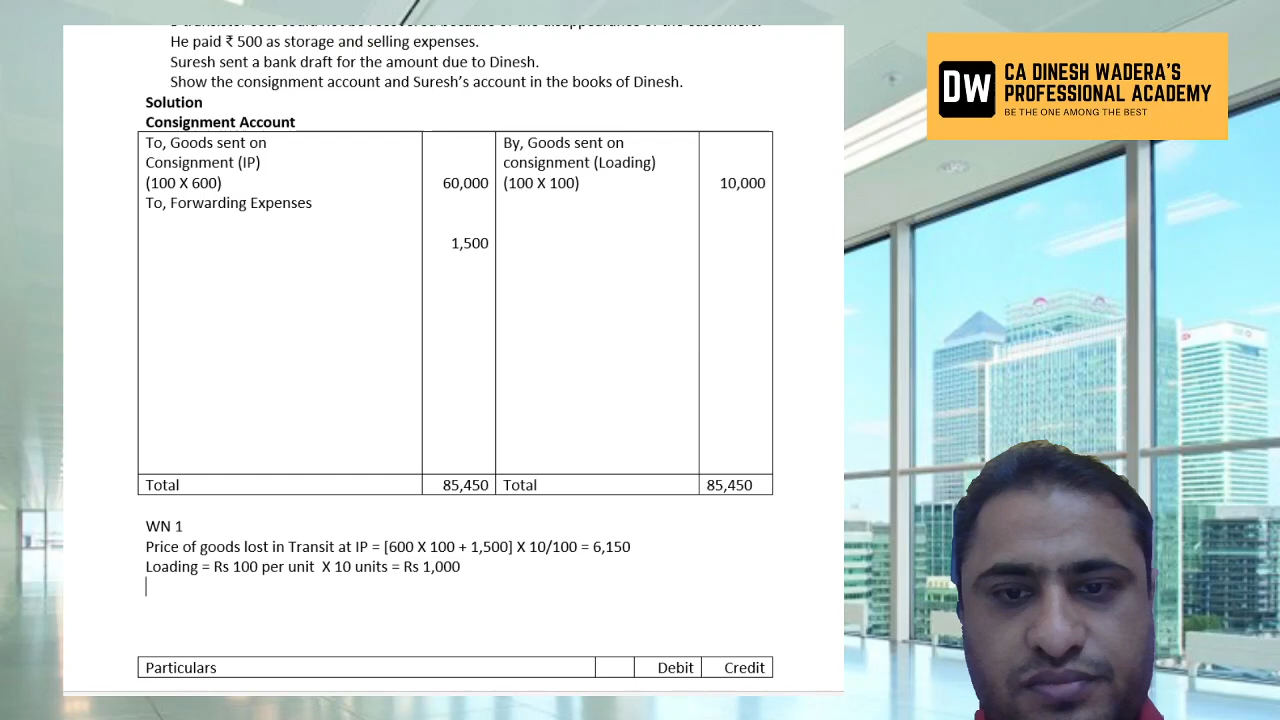 He paid ₹ 500 as storage and selling expenses.
Suresh sent a bank draft for the amount due to Dinesh.
Show the consignment account and Suresh's account in the books of Dinesh.
Solution
Consignment Account
To, Goods sent on
Consignment (IP)
(100 X 600) 60,000
To, Forwarding Expenses
1,500
By, Goods sent on
consignment (Loading)
(100 X 100) 10,000
Total 85,450 Total 85,450
WN 1
Price of goods lost in Transit at IP = [600 X 100 + 1,500] X 10/100 = 6,150
Loading = Rs 100 per unit X 10 units = Rs 1,000
Particulars Debit Credit
DW
CA DINESH WADERA'S
PROFESSIONAL ACADEMY
BE THE ONE AMONG THE BEST